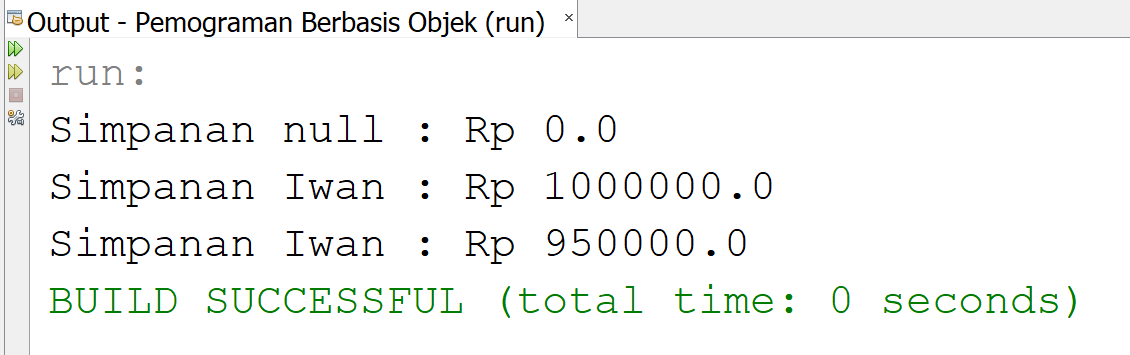 Output - Pemograman Berbasis Objek (run)
run:
Simpanan null : Rp 0.0
Simpanan Iwan : Rp 1000000.0
Simpanan Iwan : Rp 950000.0
BUILD SUCCESSFUL (total time: 0 seconds)